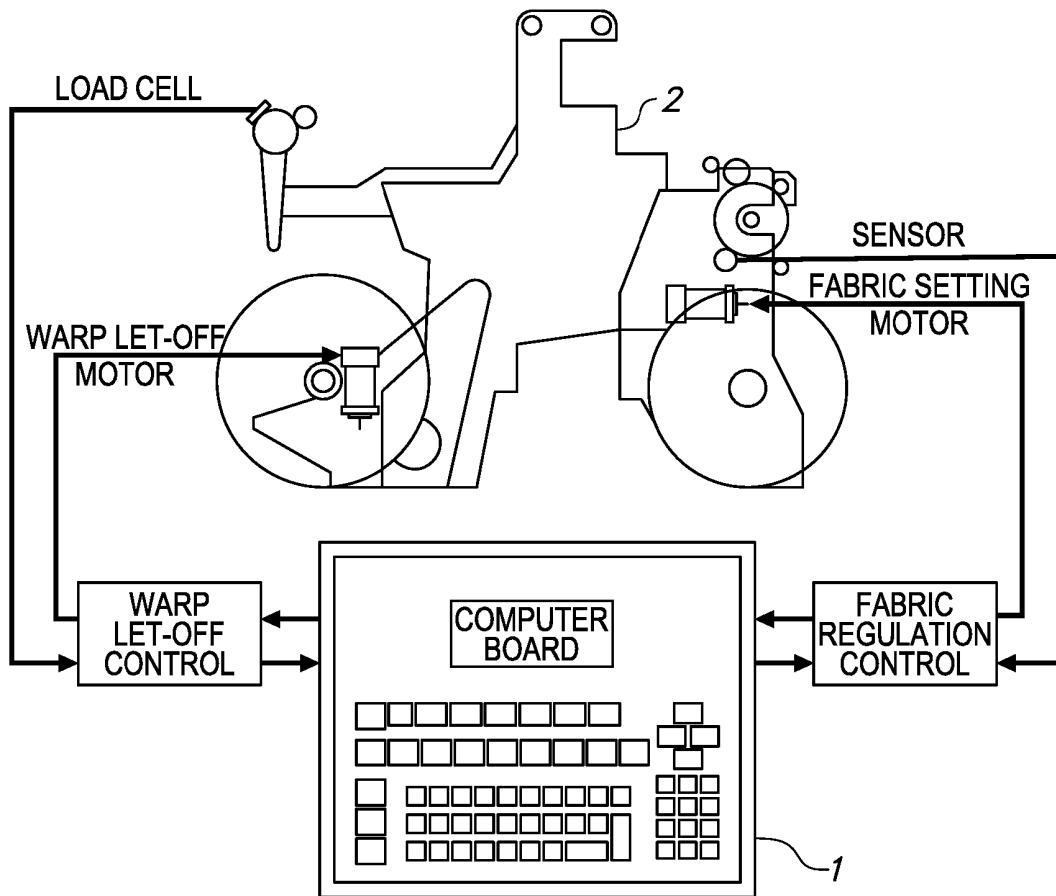 LOAD CELL
2
SENSOR
FABRIC SETTING
MOTOR
WARP LET-OFF
MOTOR
WARP
LET-OFF
CONTROL
COMPUTER
BOARD
FABRIC
REGULATION
CONTROL
1